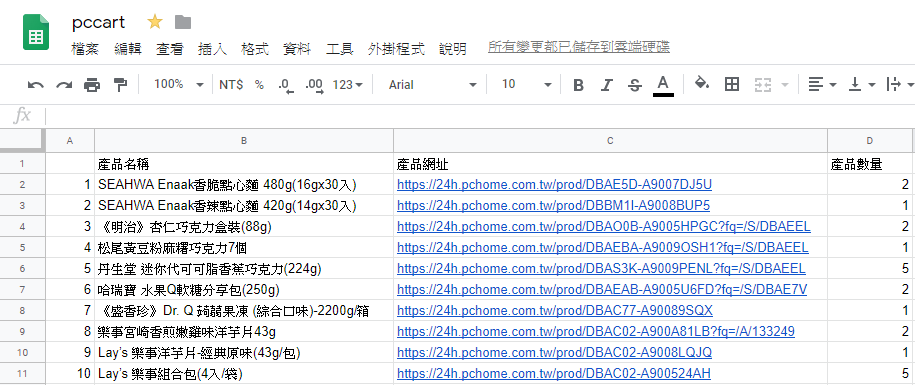 pccart
檔案 編輯 查看 插入 格式 資料 工具 外掛程式 說明 所有變更都已儲存到雲端硬碟
100% NT$ % .0 .00 123 Arial 10 B I S A
fx
A B C D
1 產品名稱 產品網址 產品數量
2 1 SEAHWA Enaak香脆點心麵 480g(16gx30入) https://24h.pchome.com.tw/prod/DBAE5D-A9007DJ5U 2
3 2 SEAHWA Enaak香辣點心麵 420g(14gx30入) https://24h.pchome.com.tw/prod/DBBM1I-A9008BUP5 1
4 3 《明治》杏仁巧克力盒裝(88g) https://24h.pchome.com.tw/prod/DBAO0B-A9005HPGC?fq=/S/DBAEEL 2
5 4 松尾黃豆粉麻糬巧克力7個 https://24h.pchome.com.tw/prod/DBAEBA-A9009OSH1?fq=/S/DBAEEL 1
6 5 丹生堂 迷你代可可脂香蕉巧克力(224g) https://24h.pchome.com.tw/prod/DBAS3K-A9009PENL?fq=/S/DBAEEL 5
7 6 哈瑞寶 水果Q軟糖分享包(250g) https://24h.pchome.com.tw/prod/DBAEAB-A9005U6FD?fq=/S/DBAE7V 2
8 7 《盛香珍》Dr. Q 蒟蒻果凍 (綜合口味)-2200g/箱 https://24h.pchome.com.tw/prod/DBAC77-A90089SQX 1
9 8 樂事宮崎香煎嫩雞味洋芋片43g https://24h.pchome.com.tw/prod/DBAC02-A900A81LB?fq=/A/133249 2
10 9 Lay's 樂事洋芋片-經典原味(43g/包) https://24h.pchome.com.tw/prod/DBAC02-A9008LQJQ 1
11 10 Lay's 樂事組合包(4入/袋) https://24h.pchome.com.tw/prod/DBAC02-A900524AH 5